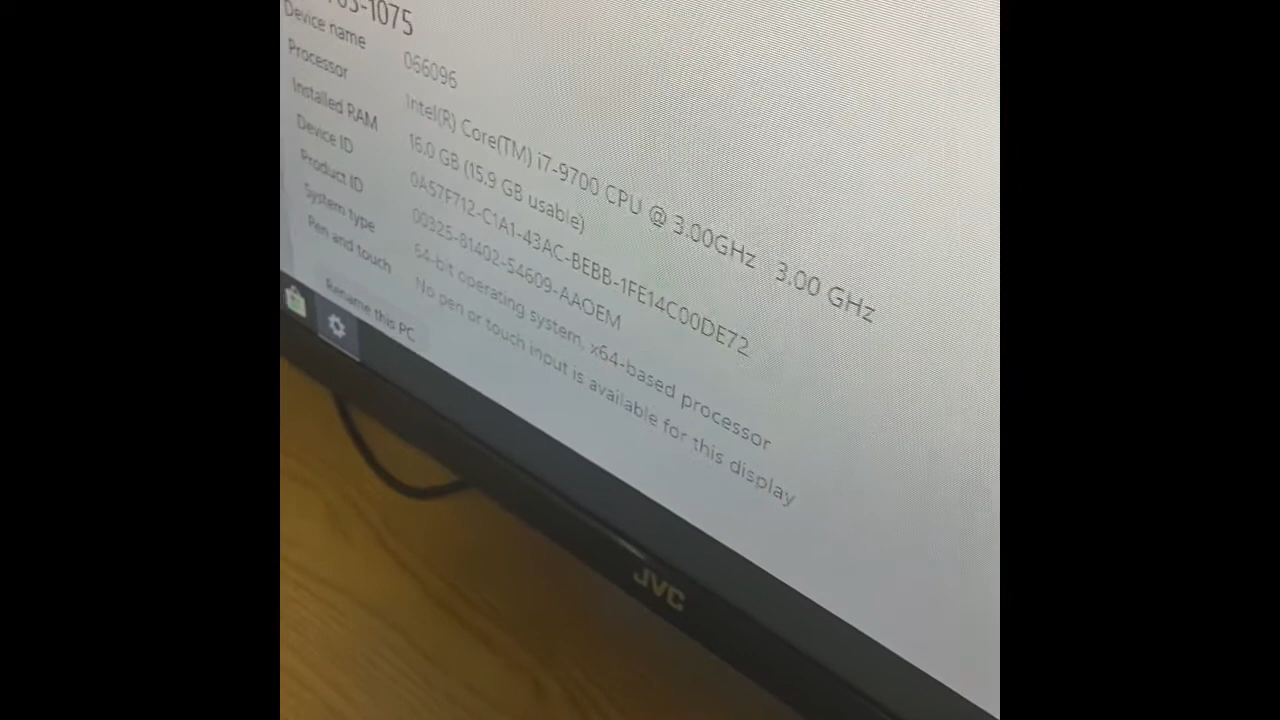 -1075
Device name 066096
Processor Intel(R) Core(TM) i7-9700 CPU @ 3.00GHz 3.00 GHz
Installed RAM 16.0 GB (15.9 GB usable)
Device ID 0A57F712-C1A1-43AC-BEBB-1FE14C00DE72
Product ID 00325-81402-54609-AAOEM
System type 64-bit operating system, x64-based processor
Pen and touch No pen or touch input is available for this display
Rename this PC
JVC